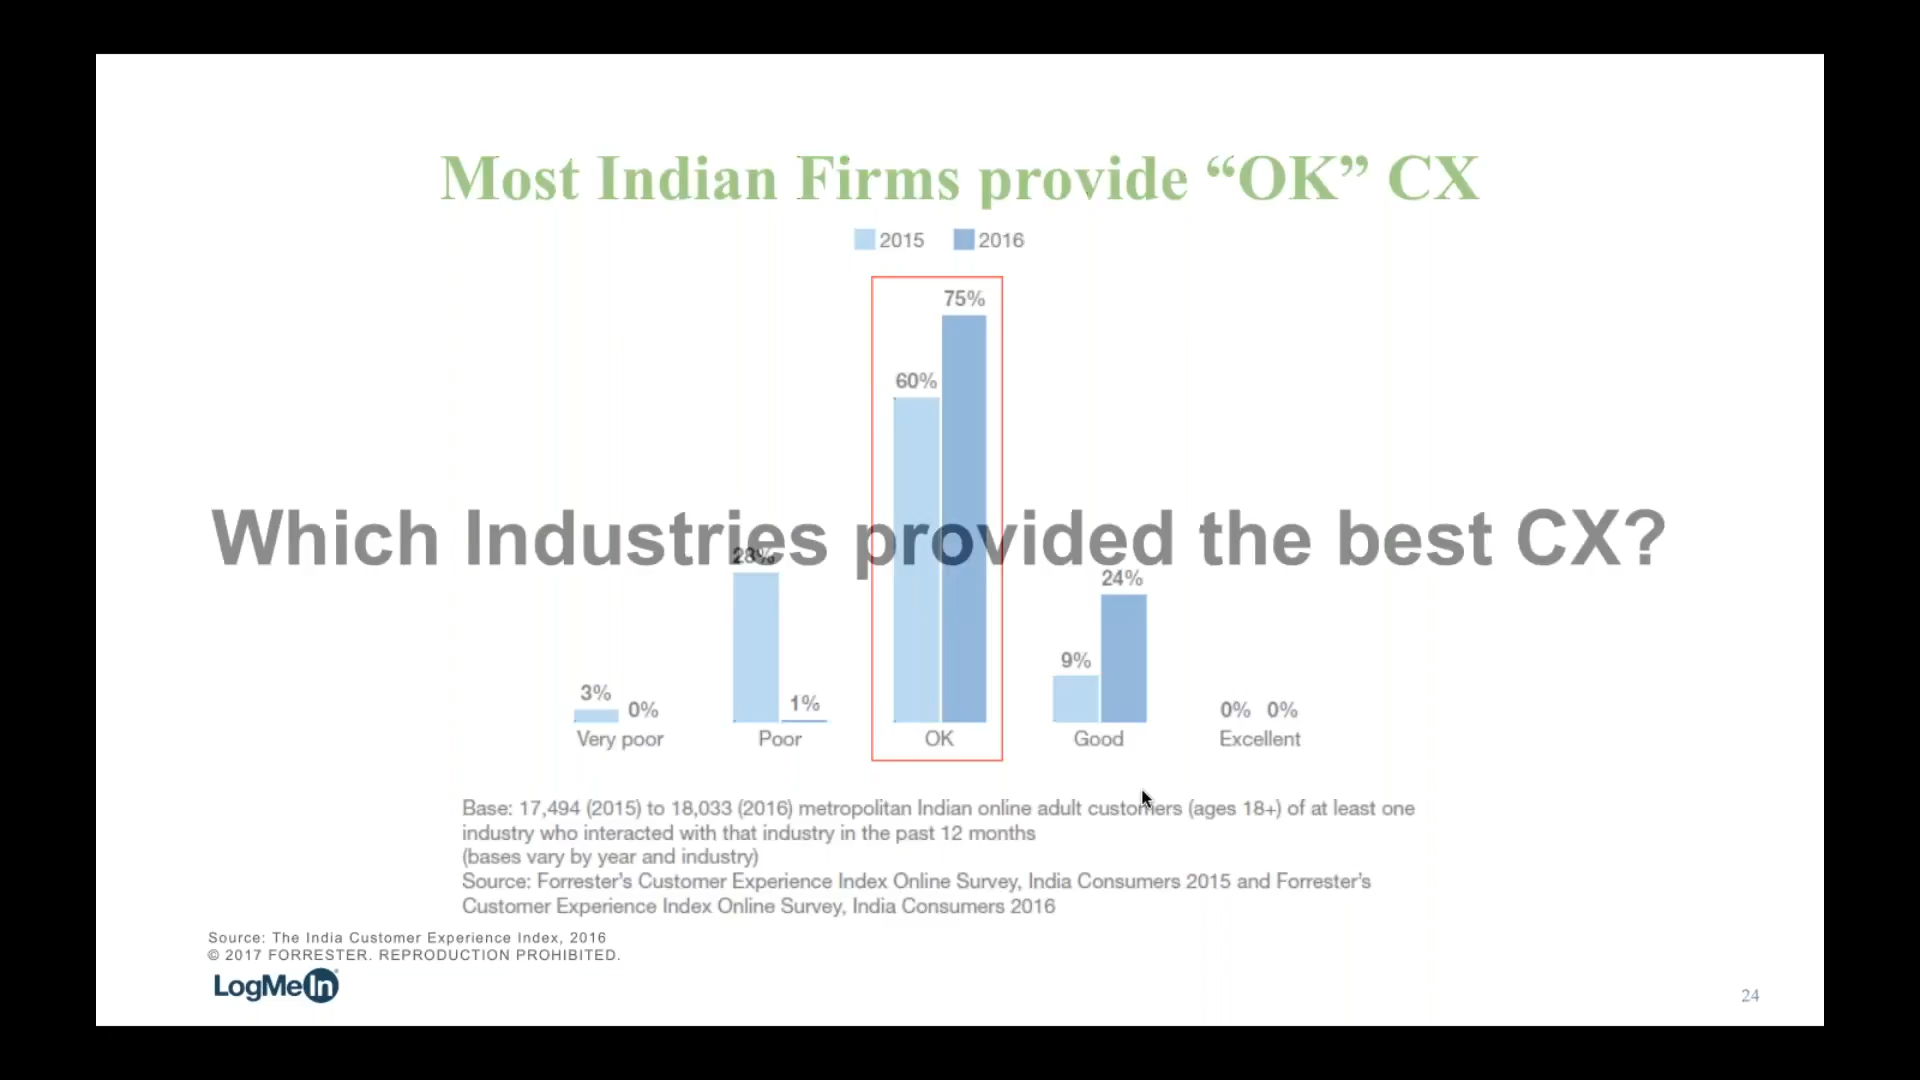 Most Indian Firms provide “OK” CX
2015 2016
75%
60%
Which Industries provided the best CX?
28%
24%
9%
3%
0%
1%
0% 0%
Very poor Poor OK Good Excellent
Base: 17,494 (2015) to 18,033 (2016) metropolitan Indian online adult customers (ages 18+) of at least one
industry who interacted with that industry in the past 12 months
(bases vary by year and industry)
Source: Forrester’s Customer Experience Index Online Survey, India Consumers 2015 and Forrester’s
Customer Experience Index Online Survey, India Consumers 2016
Source: The India Customer Experience Index, 2016
© 2017 FORRESTER. REPRODUCTION PROHIBITED.
LogMeIn
24